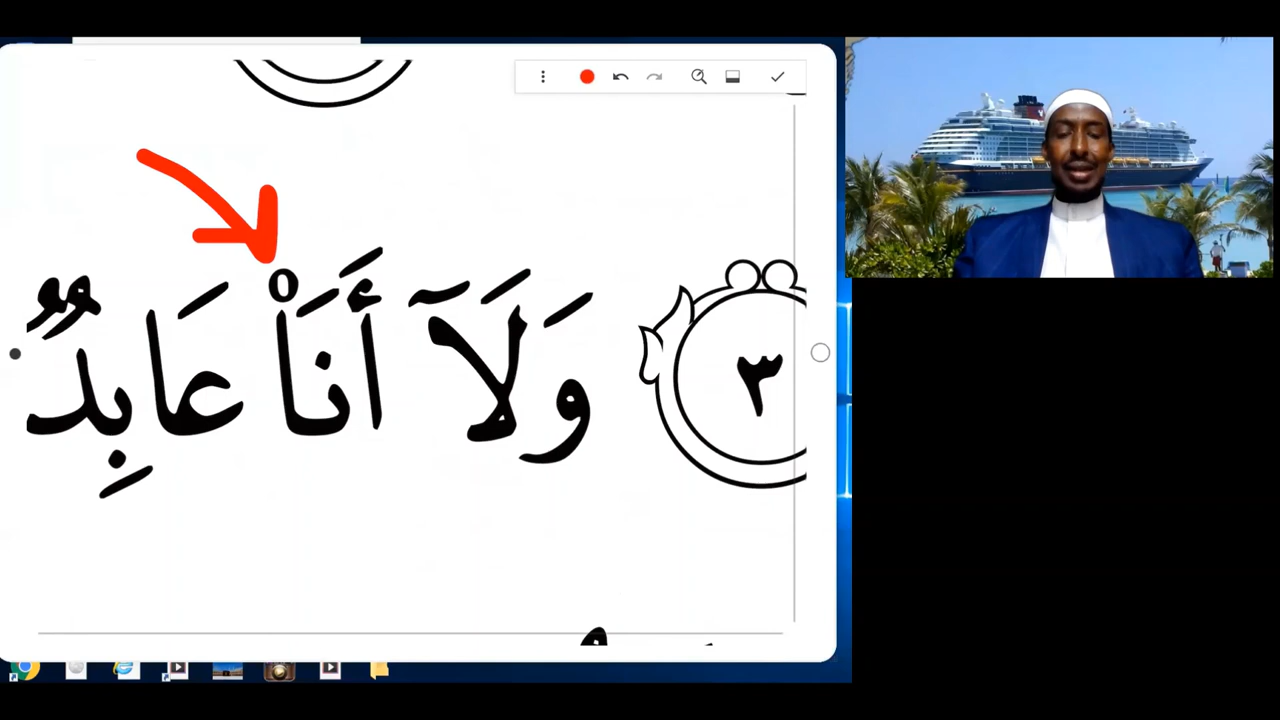 ٣ وَلَآ أَنَا۠ عَابِدٌ